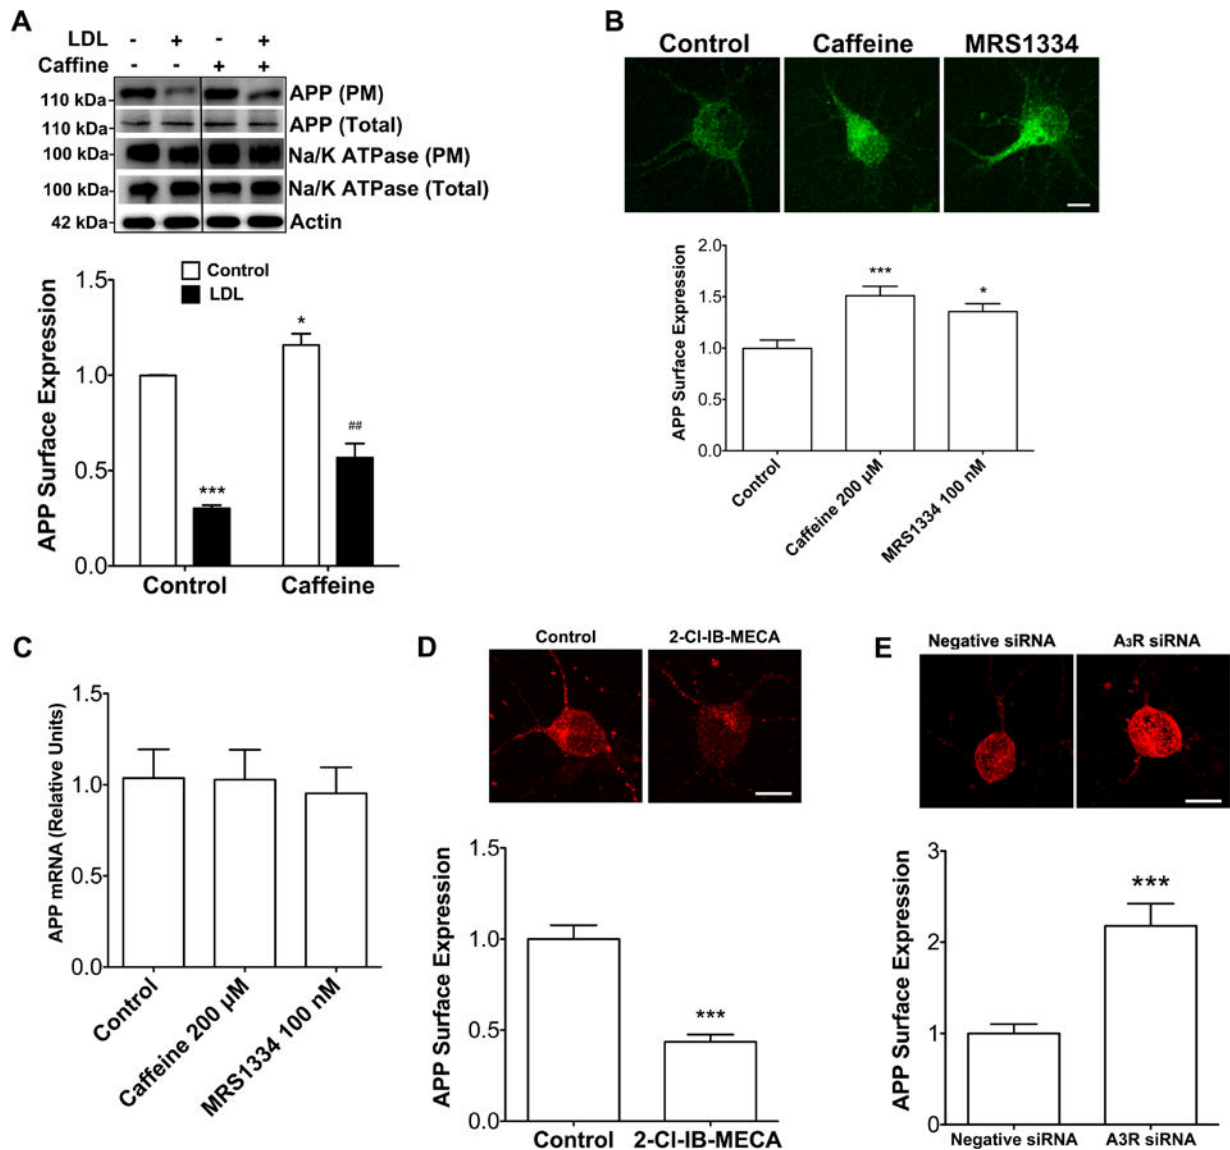 A
LDL - + - +
Caffine - - + +
110 kDa APP (PM)
110 kDa APP (Total)
100 kDa Na/K ATPase (PM)
100 kDa Na/K ATPase (Total)
42 kDa Actin
Control
LDL
APP Surface Expression
1.5
1.0
0.5
0.0
***
*
##
Control Caffeine
B
Control Caffeine MRS1334
APP Surface Expression
2.0
1.5
1.0
0.5
0.0
***
*
Control
Caffeine 200 µM
MRS1334 100 nM
C
APP mRNA (Relative Units)
1.5
1.0
0.5
0.0
Control
Caffeine 200 µM
MRS1334 100 nM
D
Control 2-Cl-IB-MECA
APP Surface Expression
1.5
1.0
0.5
0.0
***
Control 2-Cl-IB-MECA
E
Negative siRNA A3R siRNA
APP Surface Expression
3
2
1
0
***
Negative siRNA A3R siRNA